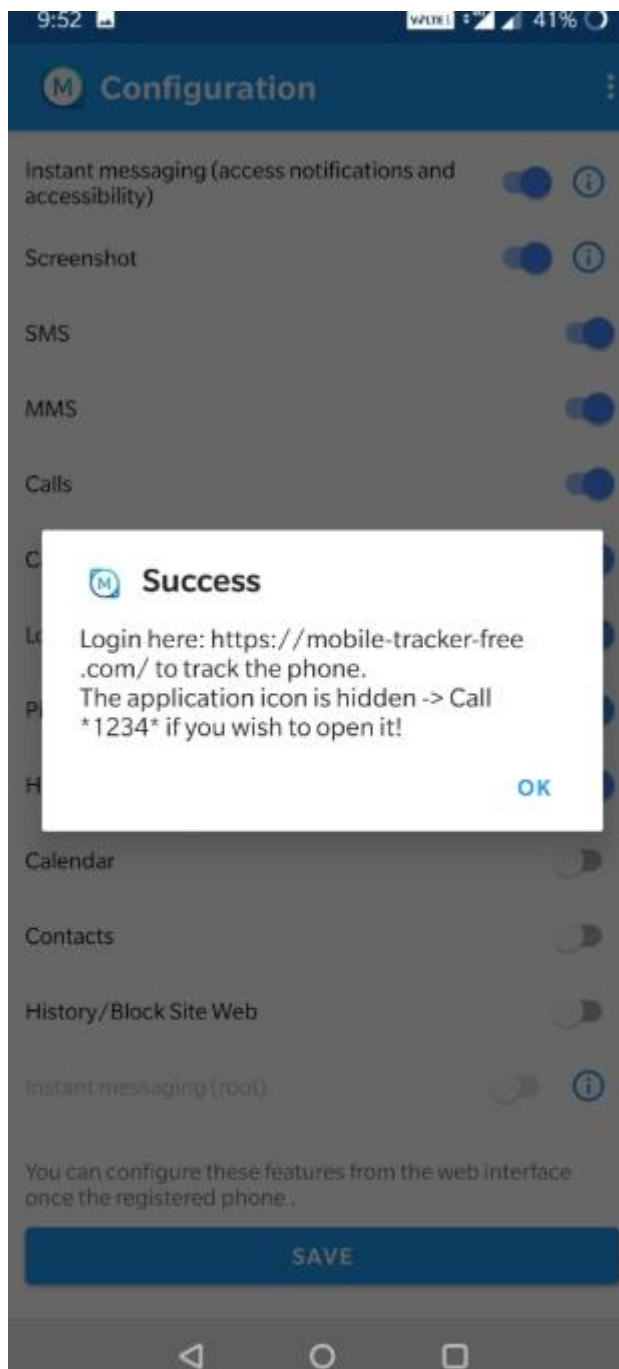 9:52 41%
M Configuration
Instant messaging (access notifications and
accessibility)
Screenshot
SMS
MMS
Calls
M Success
Login here: https://mobile-tracker-free
.com/ to track the phone.
The application icon is hidden -> Call
*1234* if you wish to open it!
OK
Calendar
Contacts
History/Block Site Web
Instant messaging (root)
You can configure these features from the web interface
once the registered phone..
SAVE